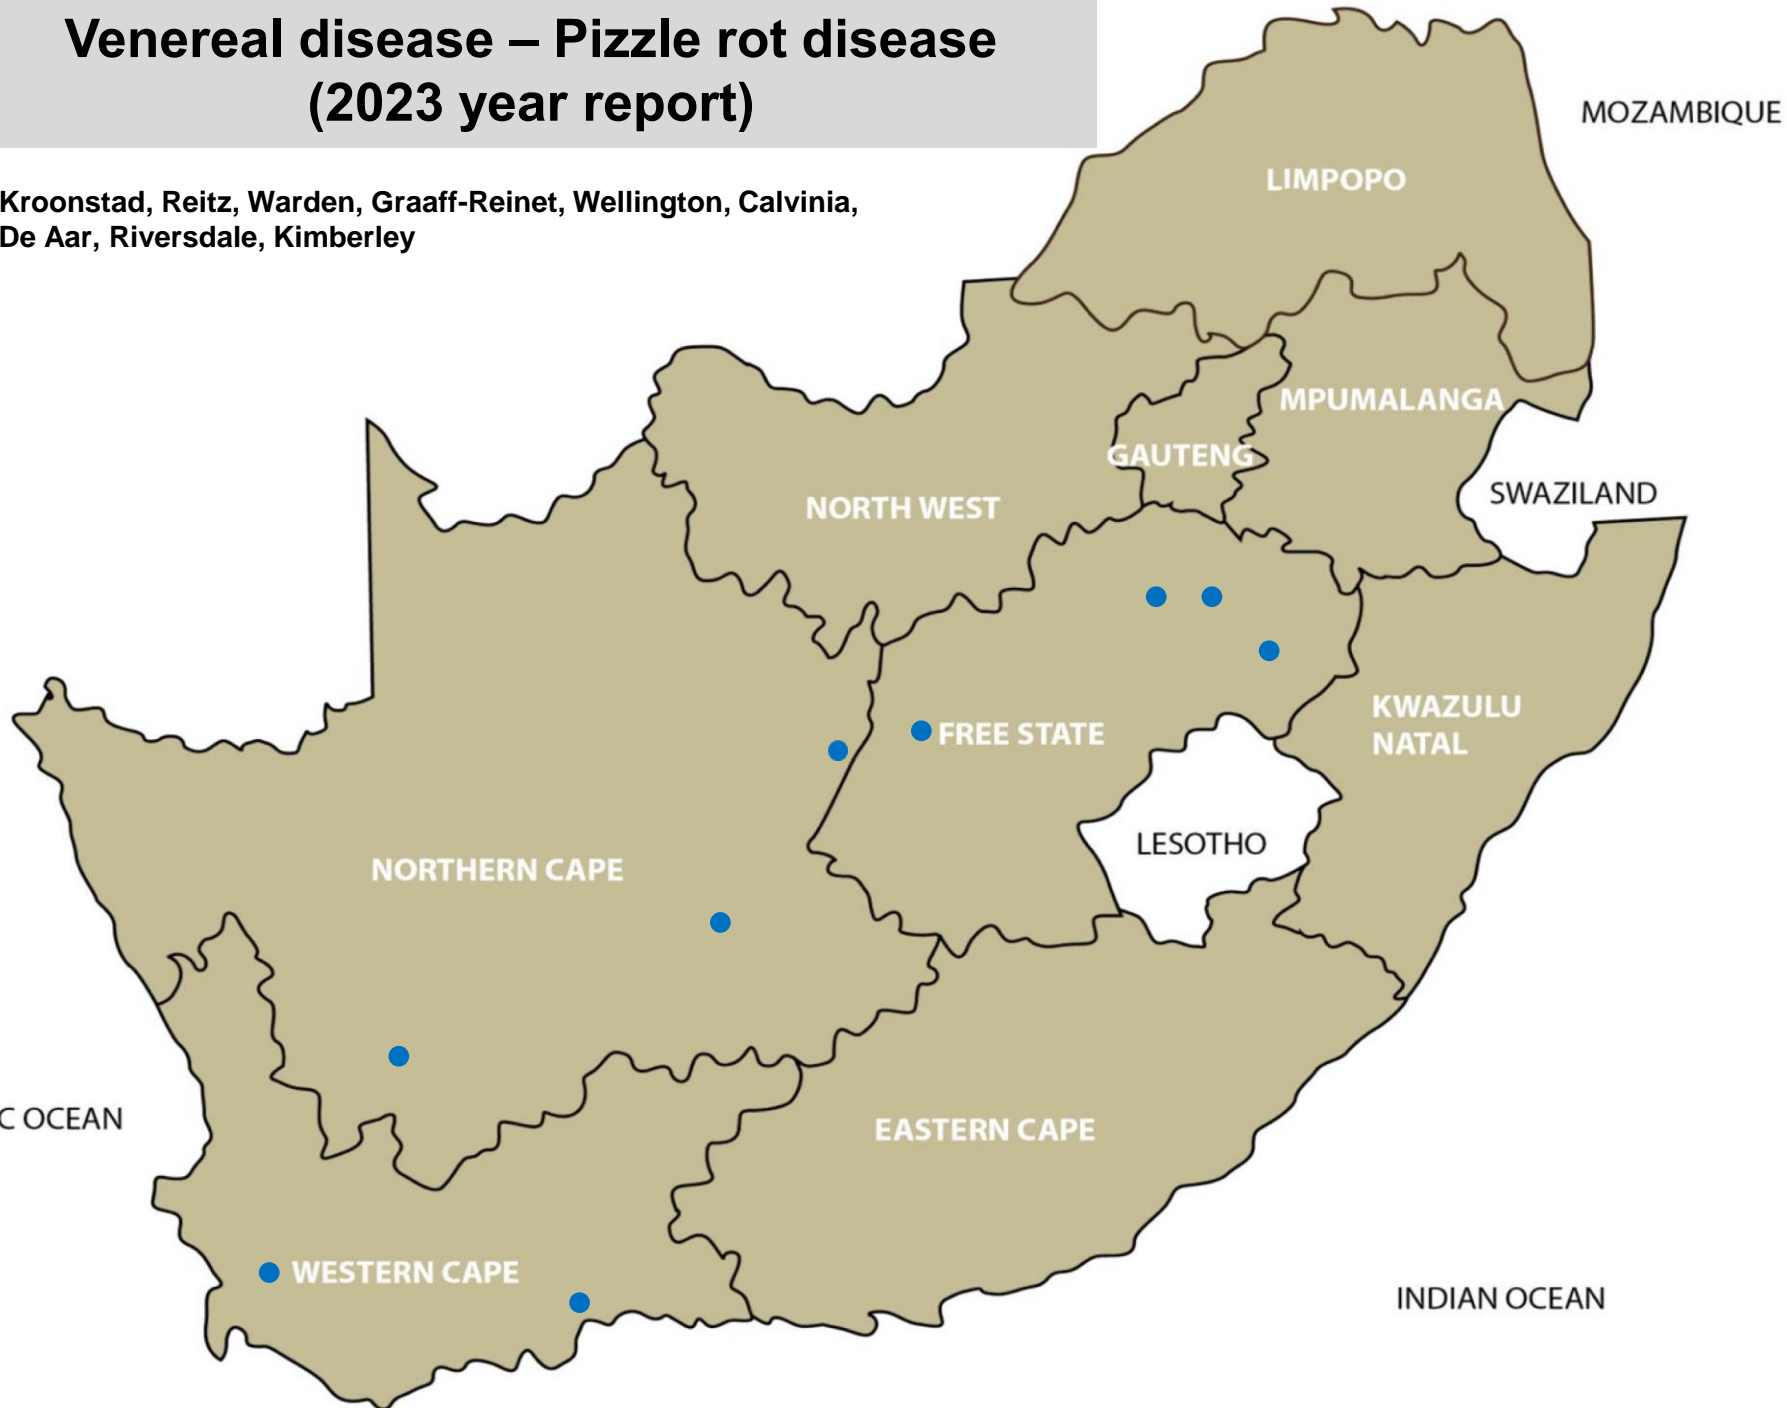 Venereal disease – Pizzle rot disease
(2023 year report)
Kroonstad, Reitz, Warden, Graaff-Reinet, Wellington, Calvinia,
De Aar, Riversdale, Kimberley
MOZAMBIQUE
LIMPOPO
MPUMALANGA
GAUTENG
SWAZILAND
NORTH WEST
KWAZULU
NATAL
FREE STATE
LESOTHO
NORTHERN CAPE
C OCEAN
EASTERN CAPE
WESTERN CAPE
INDIAN OCEAN